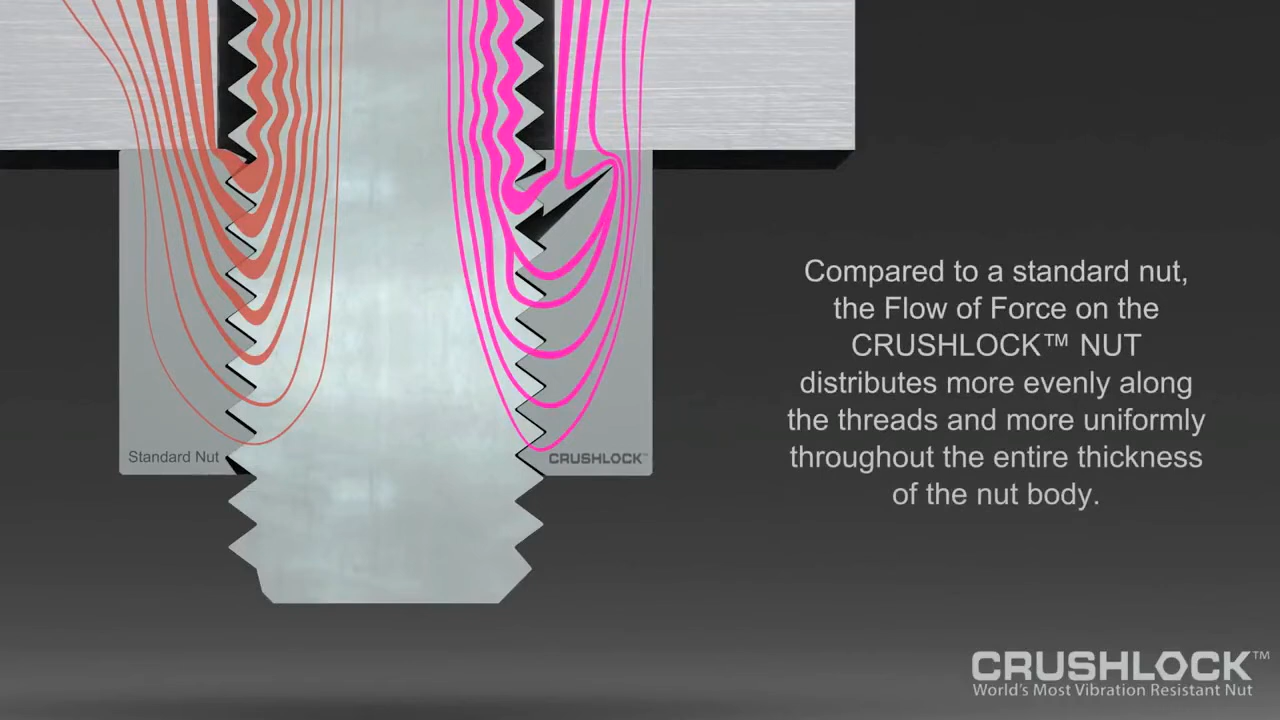 Compared to a standard nut,
the Flow of Force on the
CRUSHLOCK™ NUT
distributes more evenly along
the threads and more uniformly
throughout the entire thickness
of the nut body.
Standard Nut
CRUSHLOCK™
CRUSHLOCK™
World's Most Vibration Resistant Nut